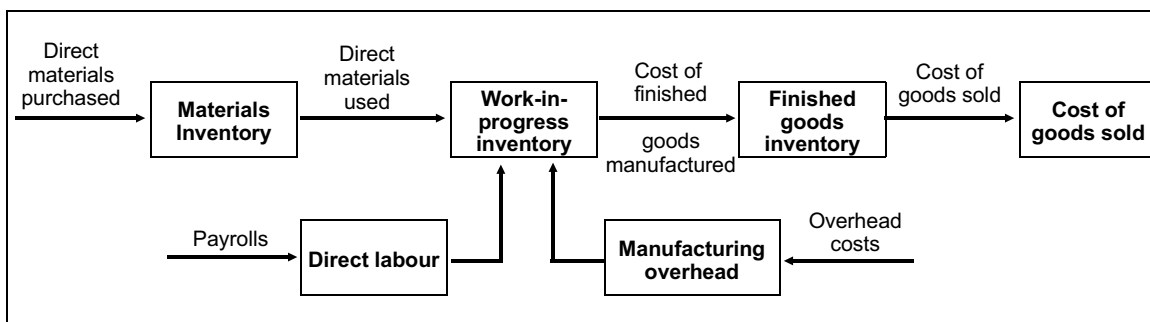 Direct
materials
purchased
Materials
Inventory
Direct
materials
used
Work-in-
progress
inventory
Cost of
finished
goods
manufactured
Finished
goods
inventory
Cost of
goods sold
Cost of
goods sold
Payrolls
Direct labour
Manufacturing
overhead
Overhead
costs